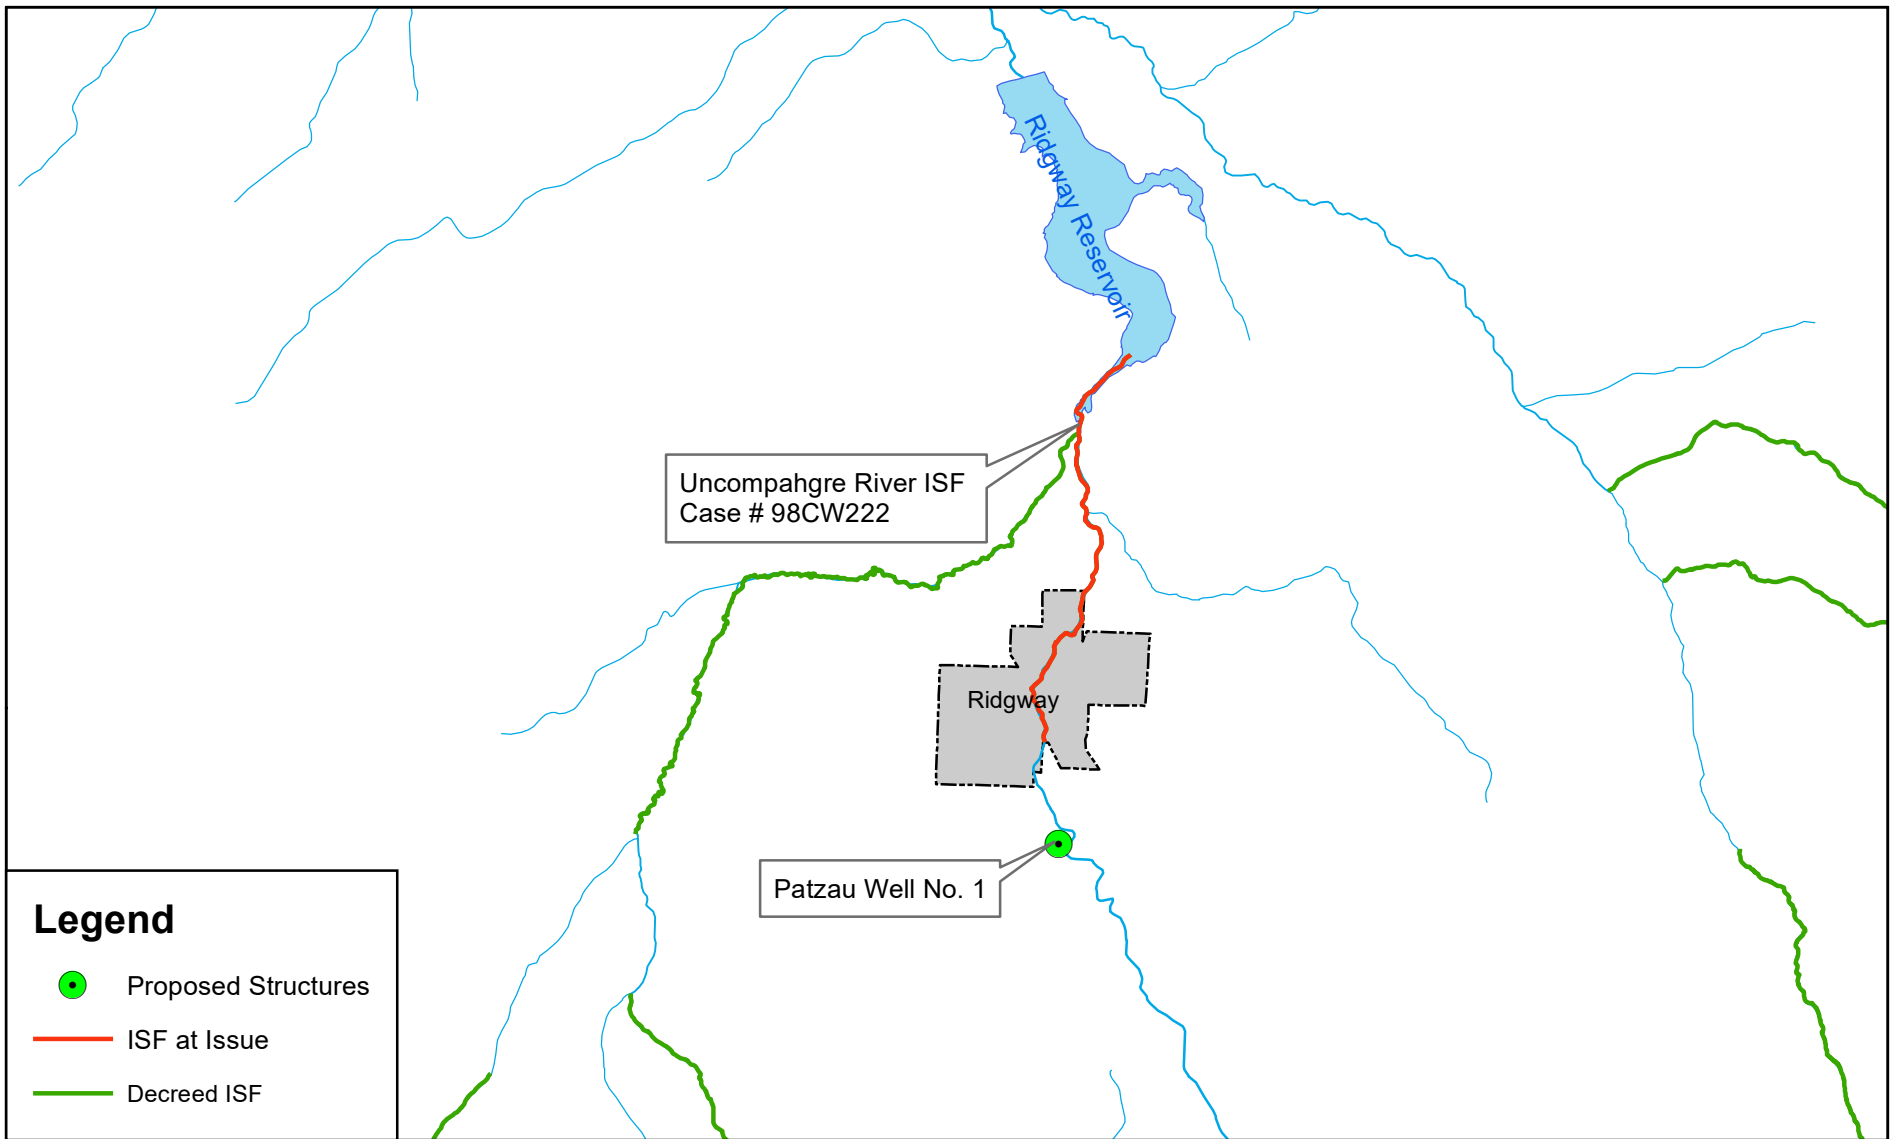 Ridgway Reservoir
Uncompahgre River ISF
Case # 98CW222
Ridgway
Patzau Well No. 1
Legend
Proposed Structures
ISF at Issue
Decreed ISF